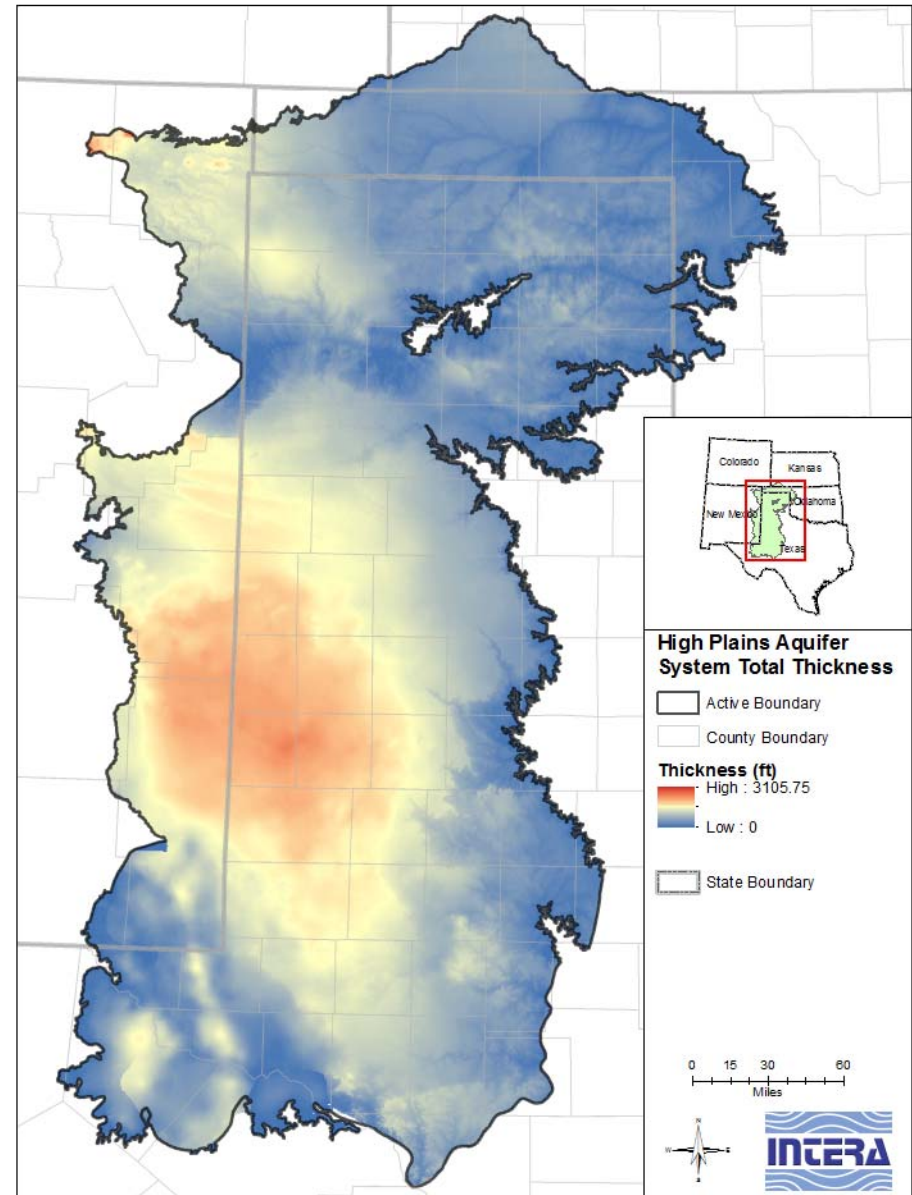 Colorado
Kansas
New Mexico
Oklahoma
Texas
High Plains Aquifer
System Total Thickness
Active Boundary
County Boundary
Thickness (ft)
High : 3105.75
Low : 0
State Boundary
0 15 30 60
Miles
N
W E
S
INTERA